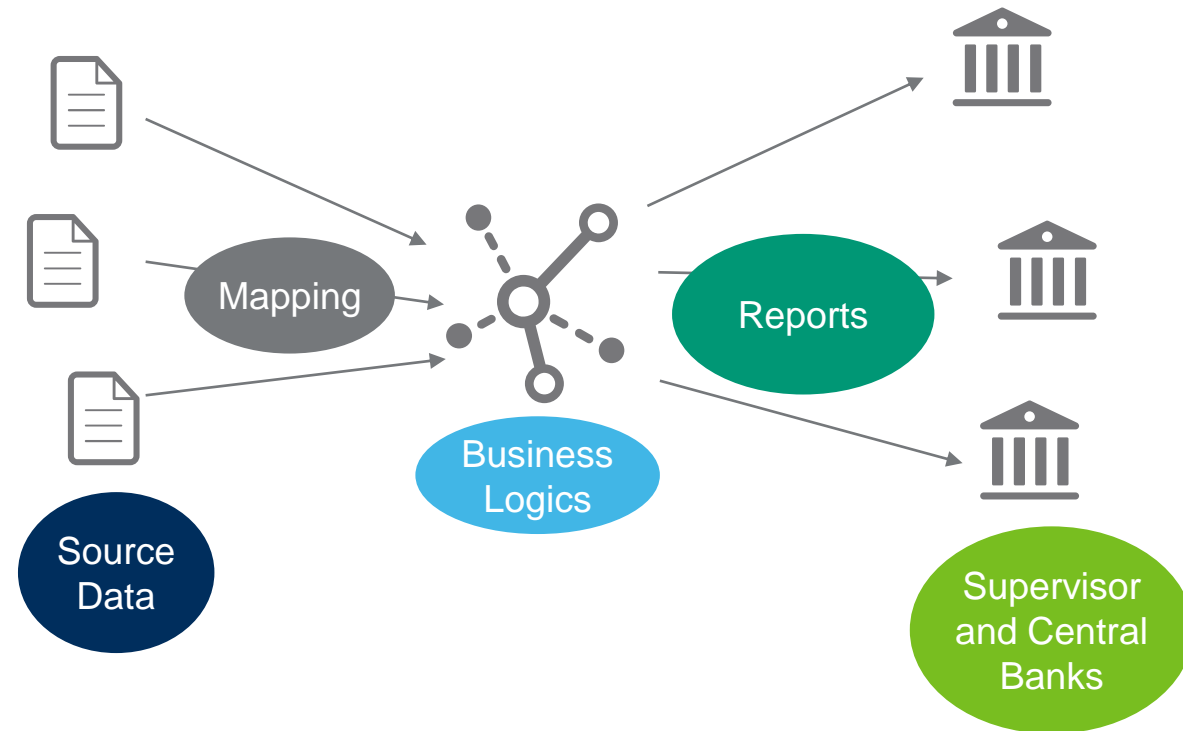 Mapping
Reports
Business
Logics
Source
Data
Supervisor
and Central
Banks